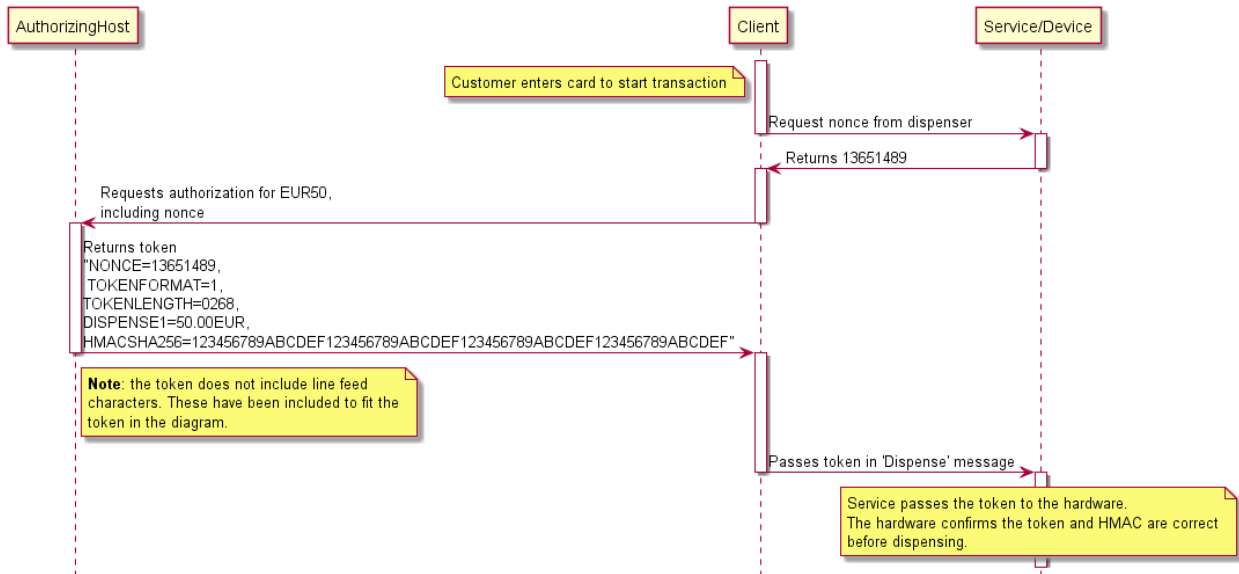 AuthorizingHost
Client
Service/Device
Customer enters card to start transaction
Request nonce from dispenser
Returns 13651489
Requests authorization for EUR50,
including nonce
Returns token
"NONCE=13651489,
TOKENFORMAT=1,
TOKENLENGTH=0268,
DISPENSE1=50.00EUR,
HMACSHA256=123456789ABCDEF123456789ABCDEF123456789ABCDEF123456789ABCDEF"
Note: the token does not include line feed
characters. These have been included to fit the
token in the diagram.
Passes token in 'Dispense' message
Service passes the token to the hardware.
The hardware confirms the token and HMAC are correct
before dispensing.